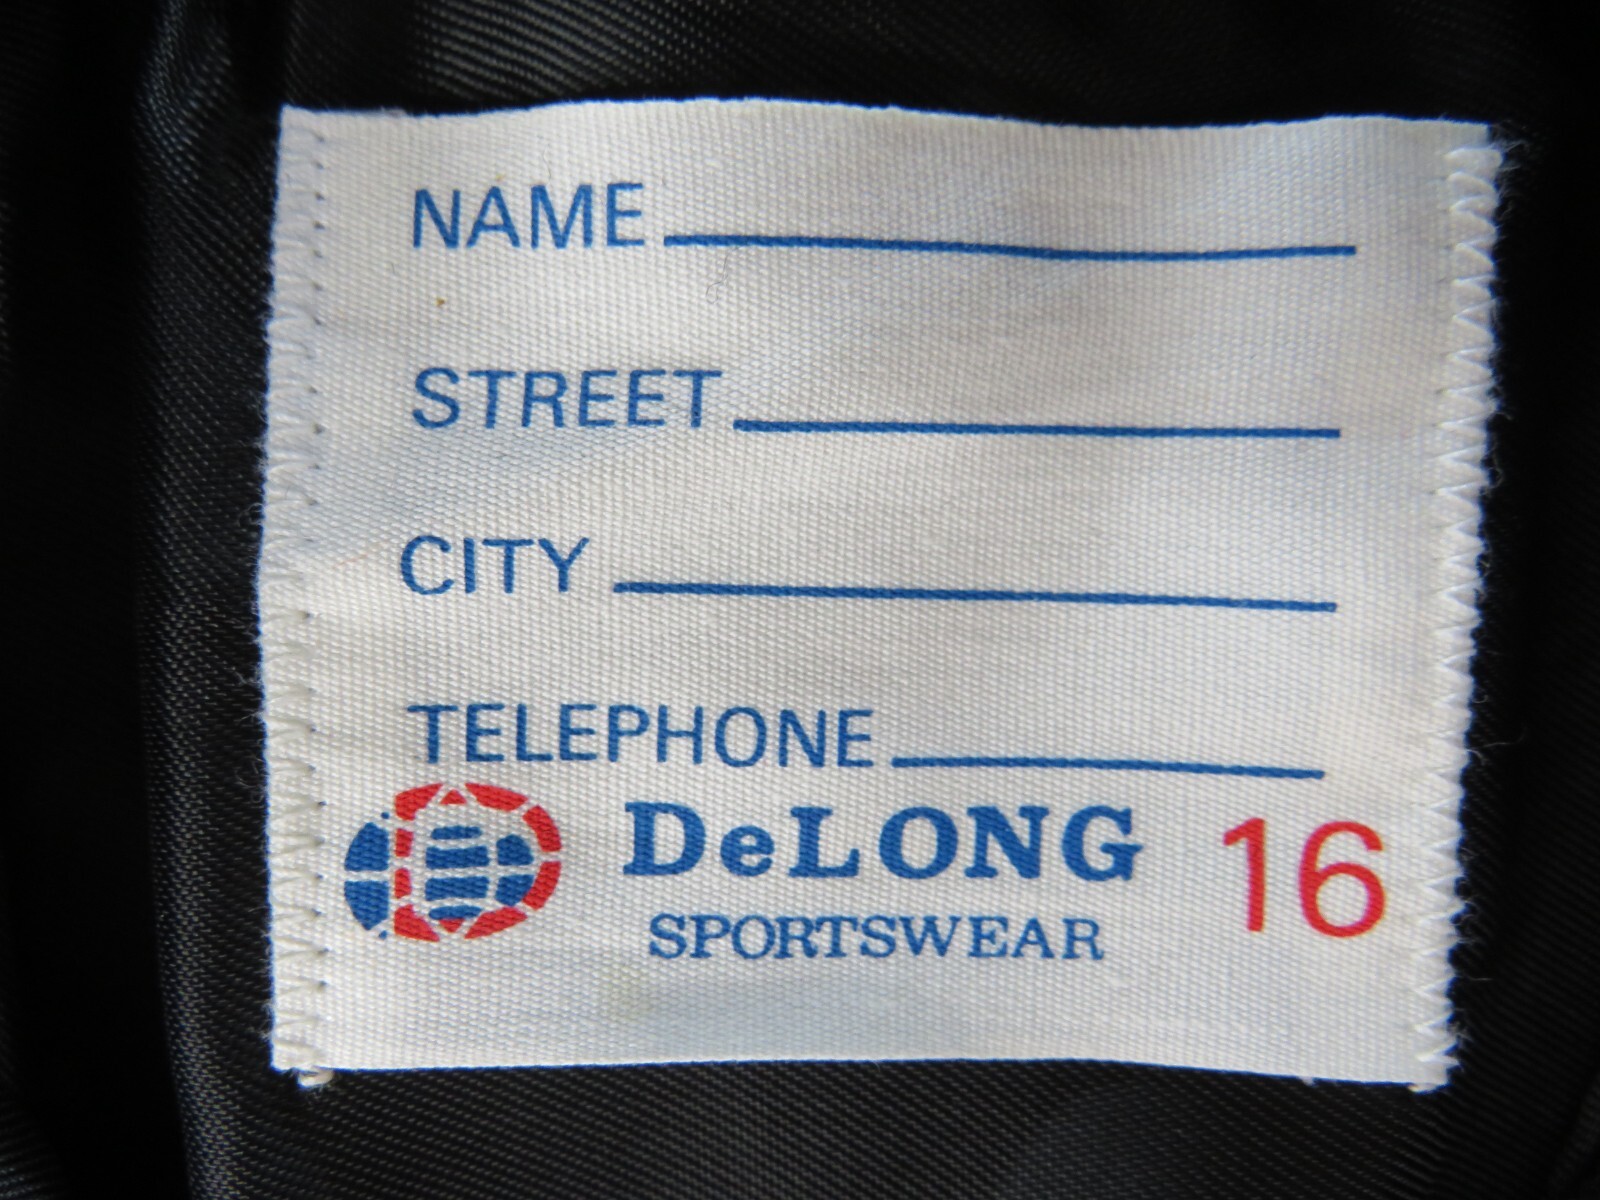 NAME
STREET
CITY
TELEPHONE
DeLONG 16
SPORTSWEAR